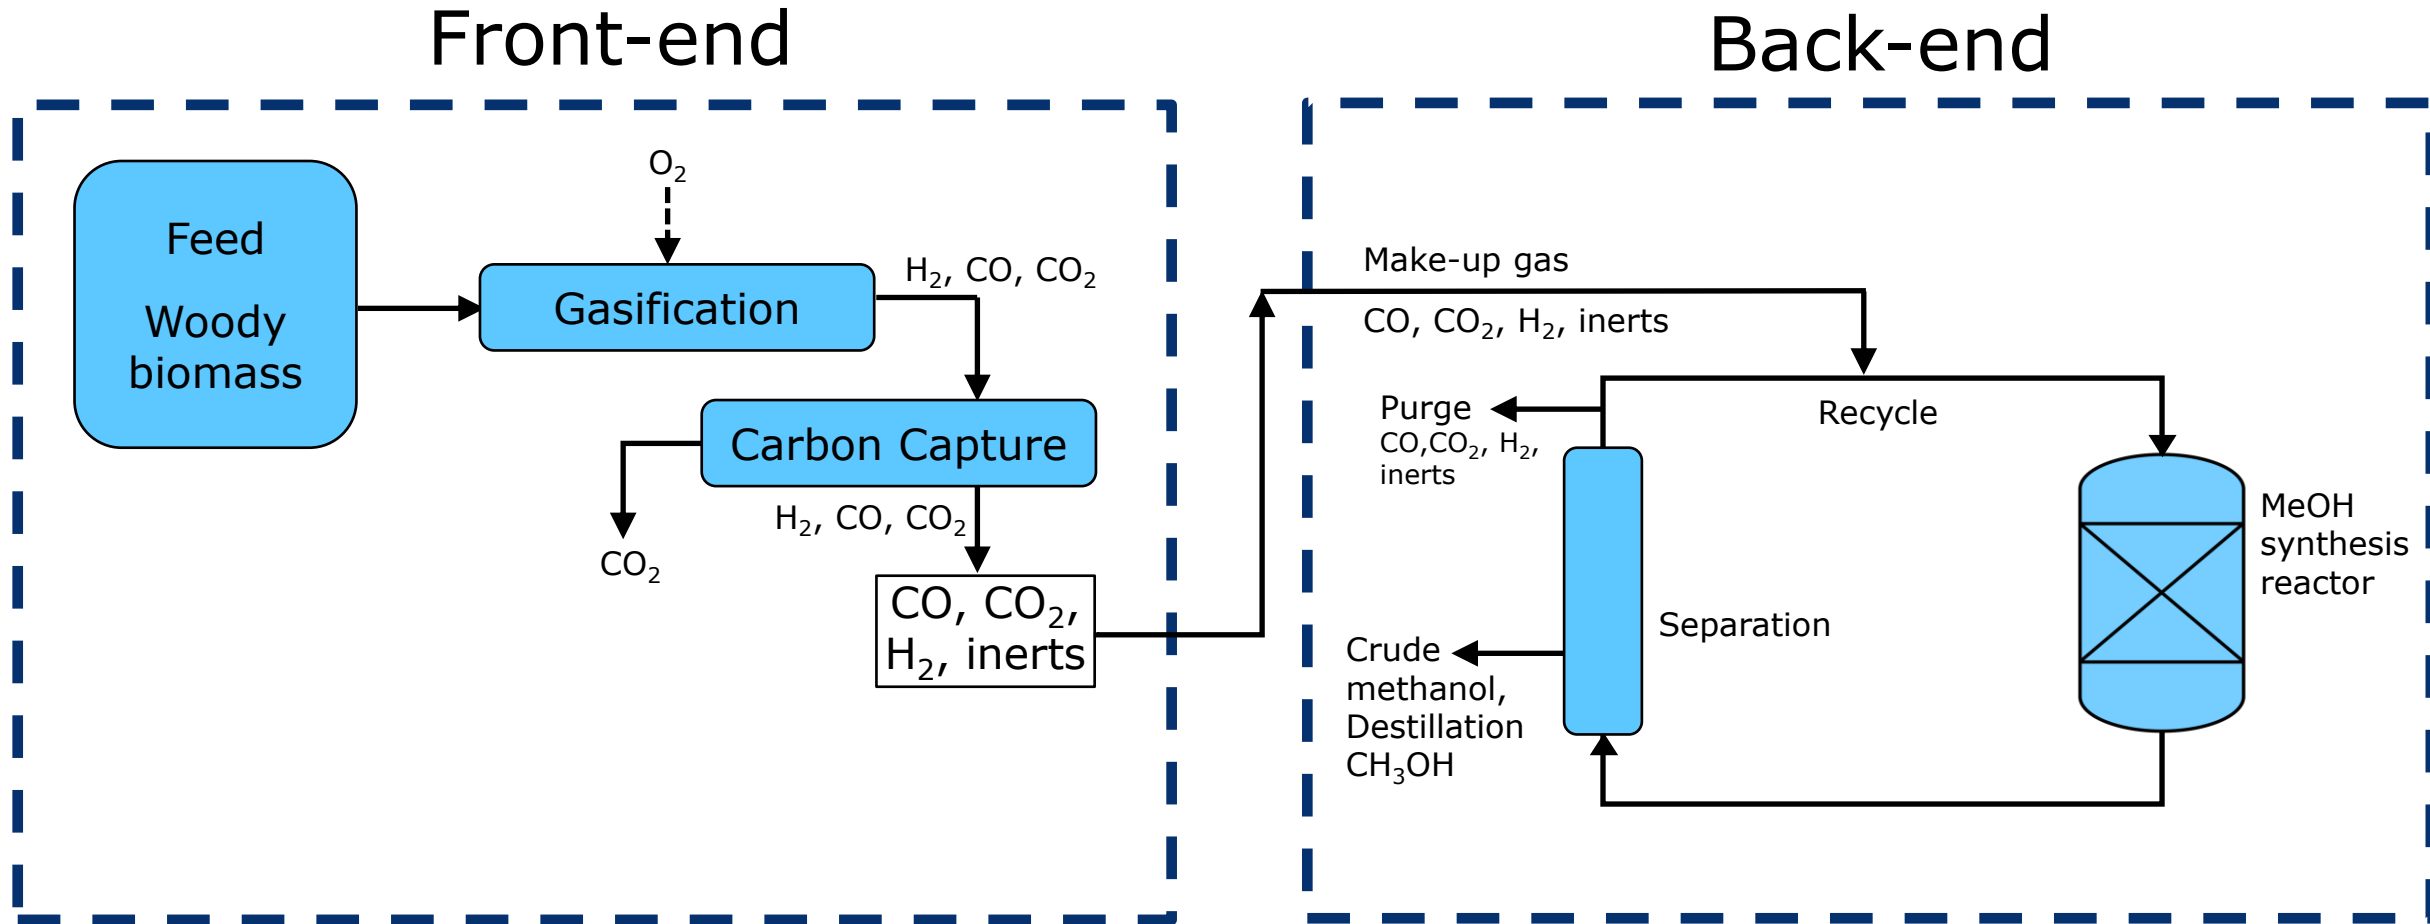 Front-end
Back-end
Feed
Woody
biomass
O₂
Gasification
H₂, CO, CO₂
Carbon Capture
CO₂
H₂, CO, CO₂
CO, CO₂,
H₂, inerts
Make-up gas
CO, CO₂, H₂, inerts
Purge
CO,CO₂, H₂,
inerts
Recycle
MeOH
synthesis
reactor
Separation
Crude
methanol,
Destillation
CH₃OH